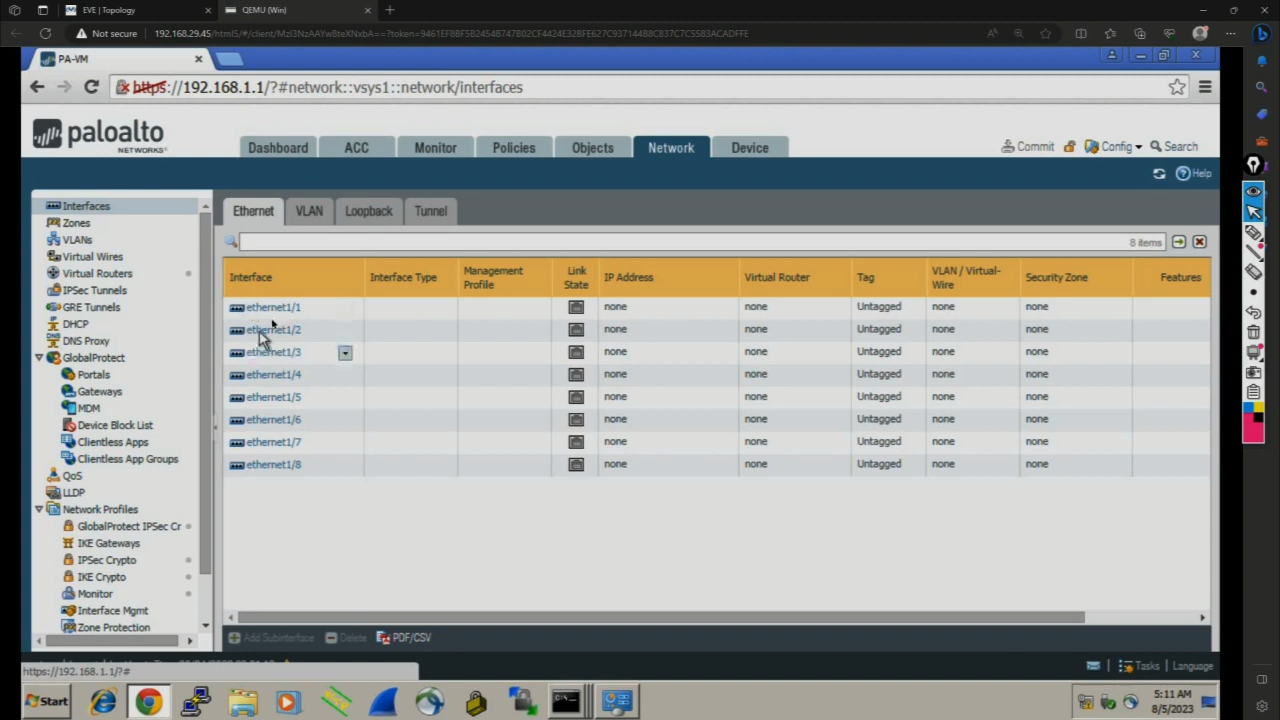 EVE | Topology
QEMU (Win)
Not secure
192.168.29.45/html5/#/client/
PA-VM
https://192.168.1.1/?#network::vsys1::network/interfaces
paloalto
NETWORKS
Dashboard
ACC
Monitor
Policies
Objects
Network
Device
Commit
Config
Search
Help
Interfaces
Zones
VLANs
Virtual Wires
Virtual Routers
IPSec Tunnels
GRE Tunnels
DHCP
DNS Proxy
GlobalProtect
Portals
Gateways
MDM
Device Block List
Clientless Apps
Clientless App Groups
QoS
LLDP
Network Profiles
GlobalProtect IPSec Cr
IKE Gateways
IPSec Crypto
IKE Crypto
Monitor
Interface Mgmt
Zone Protection
Ethernet
VLAN
Loopback
Tunnel
8 items
Interface
Interface Type
Management Profile
Link State
IP Address
Virtual Router
Tag
VLAN / Virtual-Wire
Security Zone
Features
ethernet1/1 none none Untagged none none
ethernet1/2 none none Untagged none none
ethernet1/3 none none Untagged none none
ethernet1/4 none none Untagged none none
ethernet1/5 none none Untagged none none
ethernet1/6 none none Untagged none none
ethernet1/7 none none Untagged none none
ethernet1/8 none none Untagged none none
Add Subinterface
Delete
PDF/CSV
https://192.168.1.1/?#
Tasks | Language
Start
5:11 AM
8/5/2023